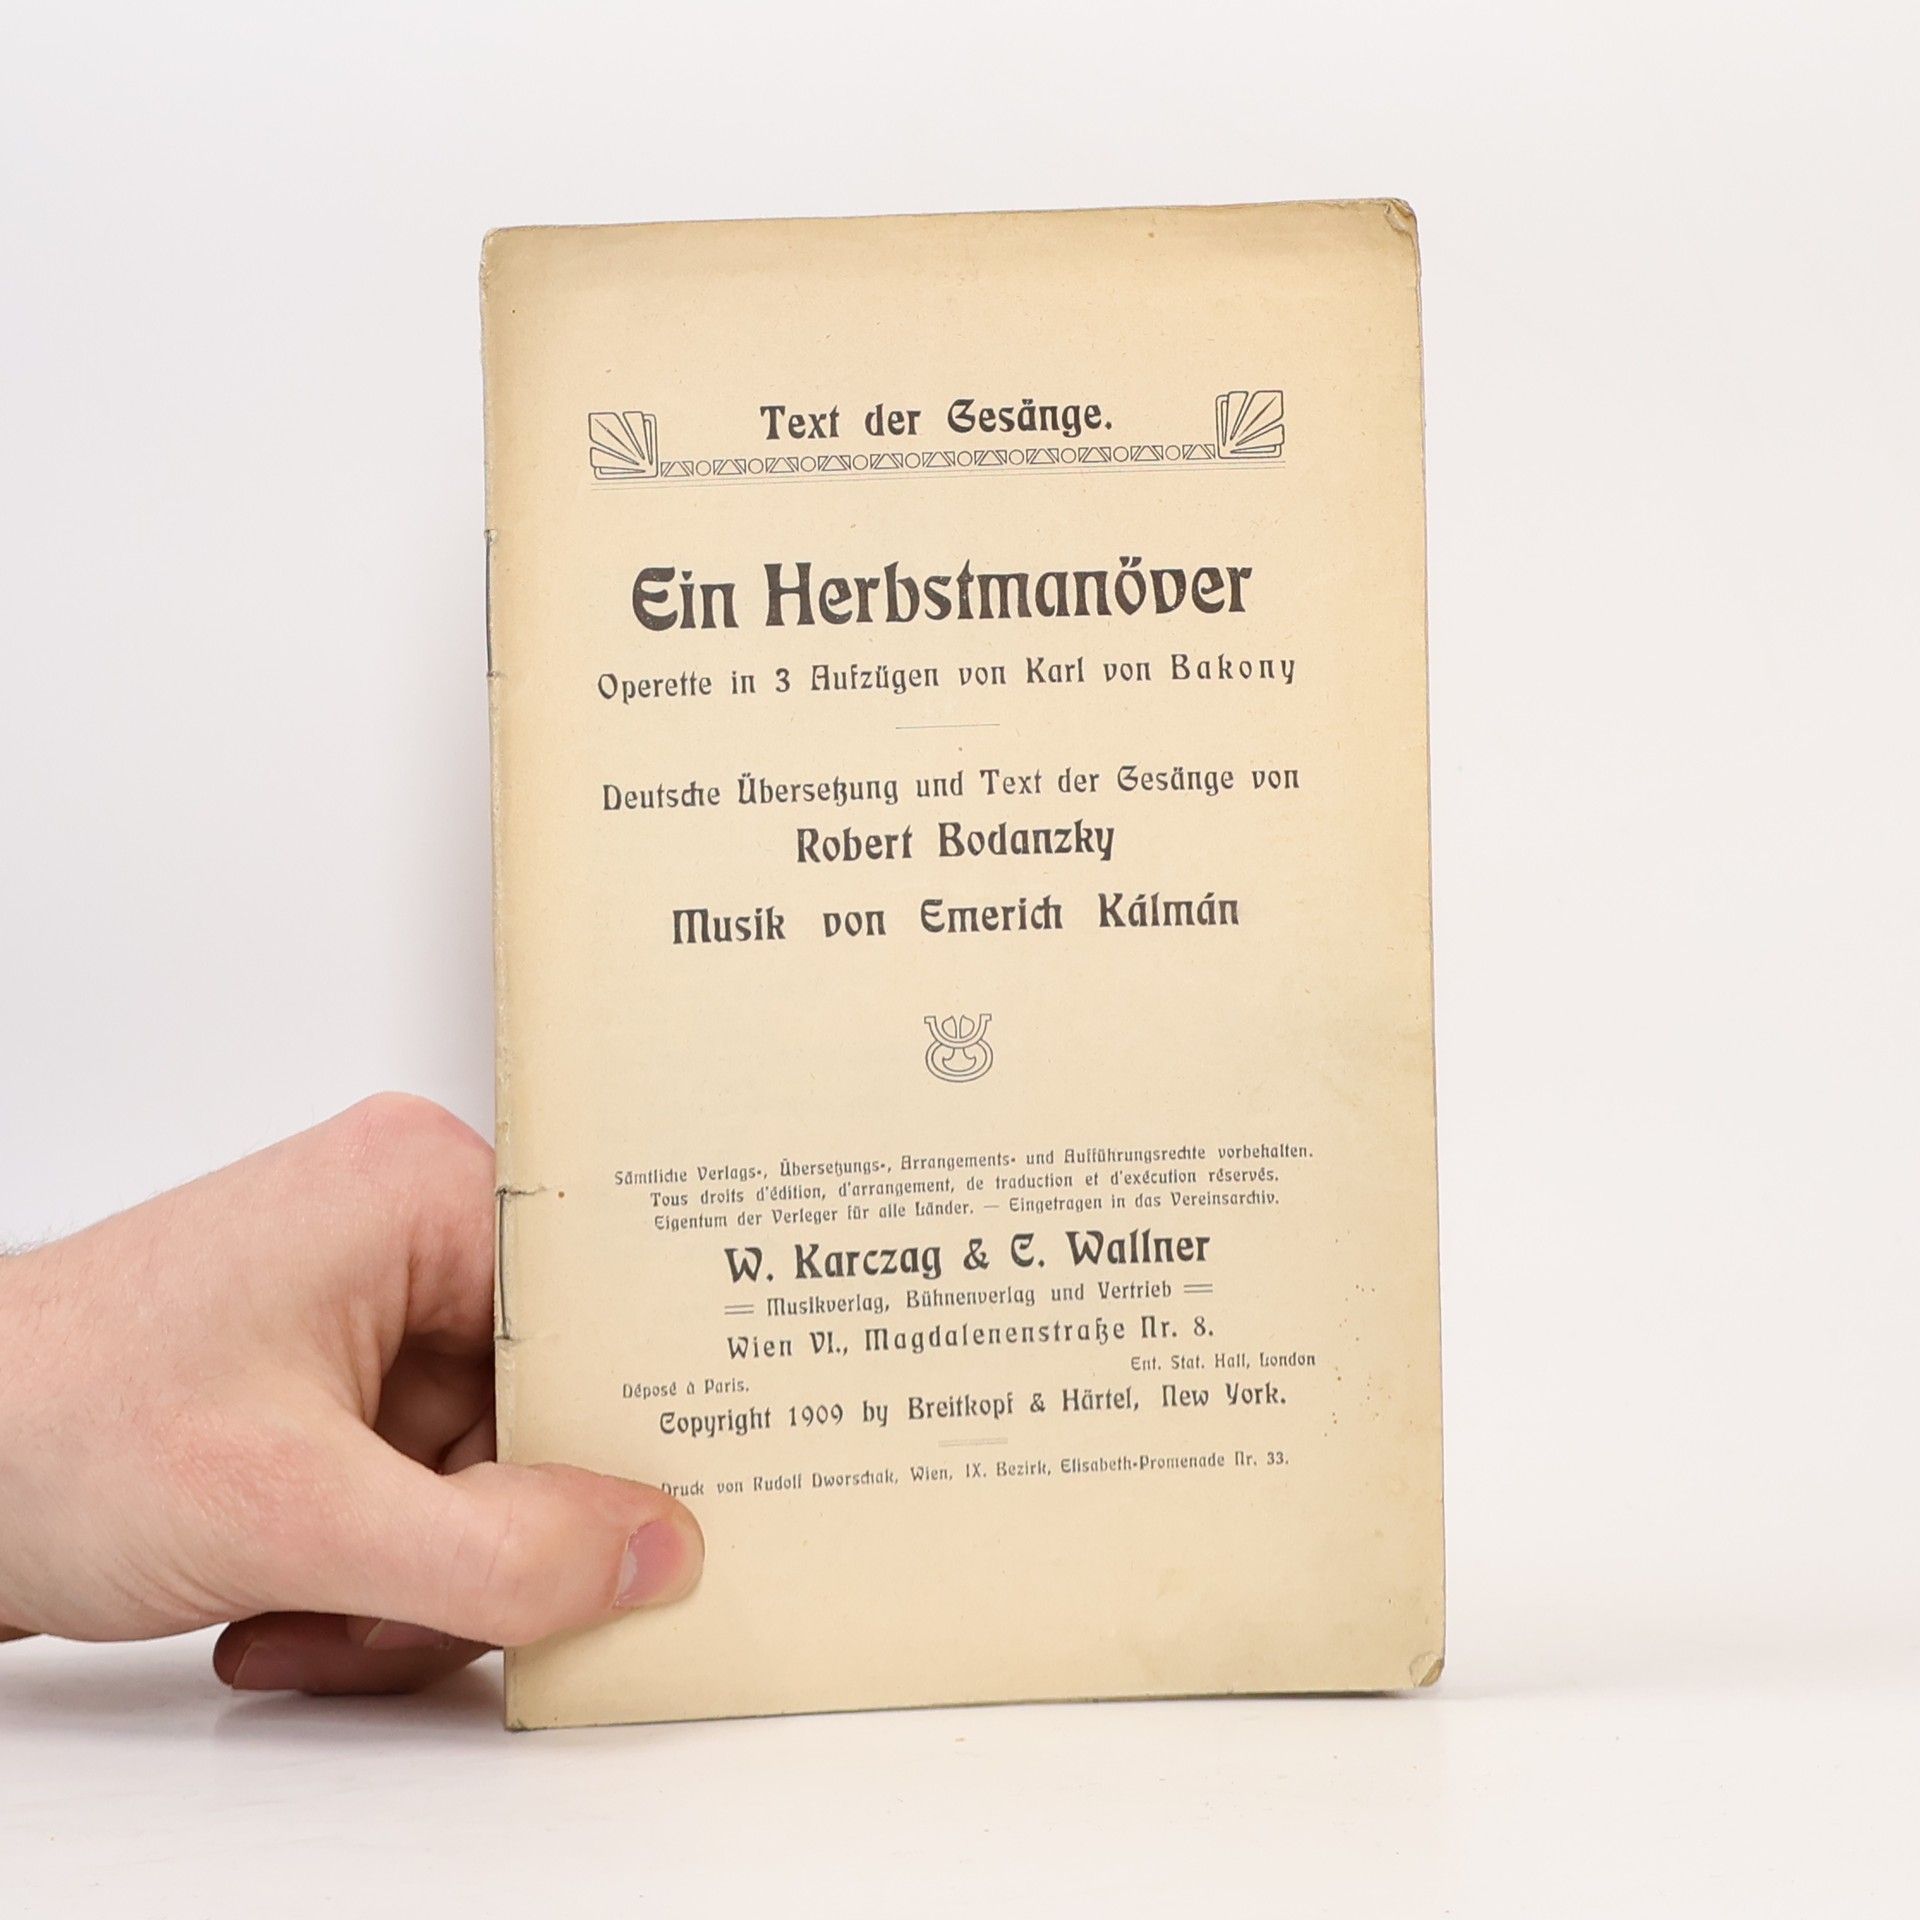 Text der Gesänge.
Ein Herbstmanöver
Operette in 3 Aufzügen von Karl von Bakony
Deutsche Übersetzung und Text der Gesänge von
Robert Bodanzky
Musik von Emerich Kálmán
Sämtliche Verlags-, Übersetzungs-, Arrangements- und Aufführungsrechte vorbehalten.
Tous droits d'édition, d'arrangement, de traduction et d'exécution réservés.
Eigentum der Verleger für alle Länder. — Eingetragen in das Vereinsarchiv.
W. Karczag & C. Wallner
Musikverlag, Bühnenverlag und Vertrieb
Wien VI., Magdalenenstraße Nr. 8.
Ent. Stat. Hall, London
Déposé à Paris.
Copyright 1909 by Breitkopf & Härtel, New York.
Druck von Rudolf Dworschak, Wien, IX. Bezirk, Elisabeth-Promenade Nr. 33.